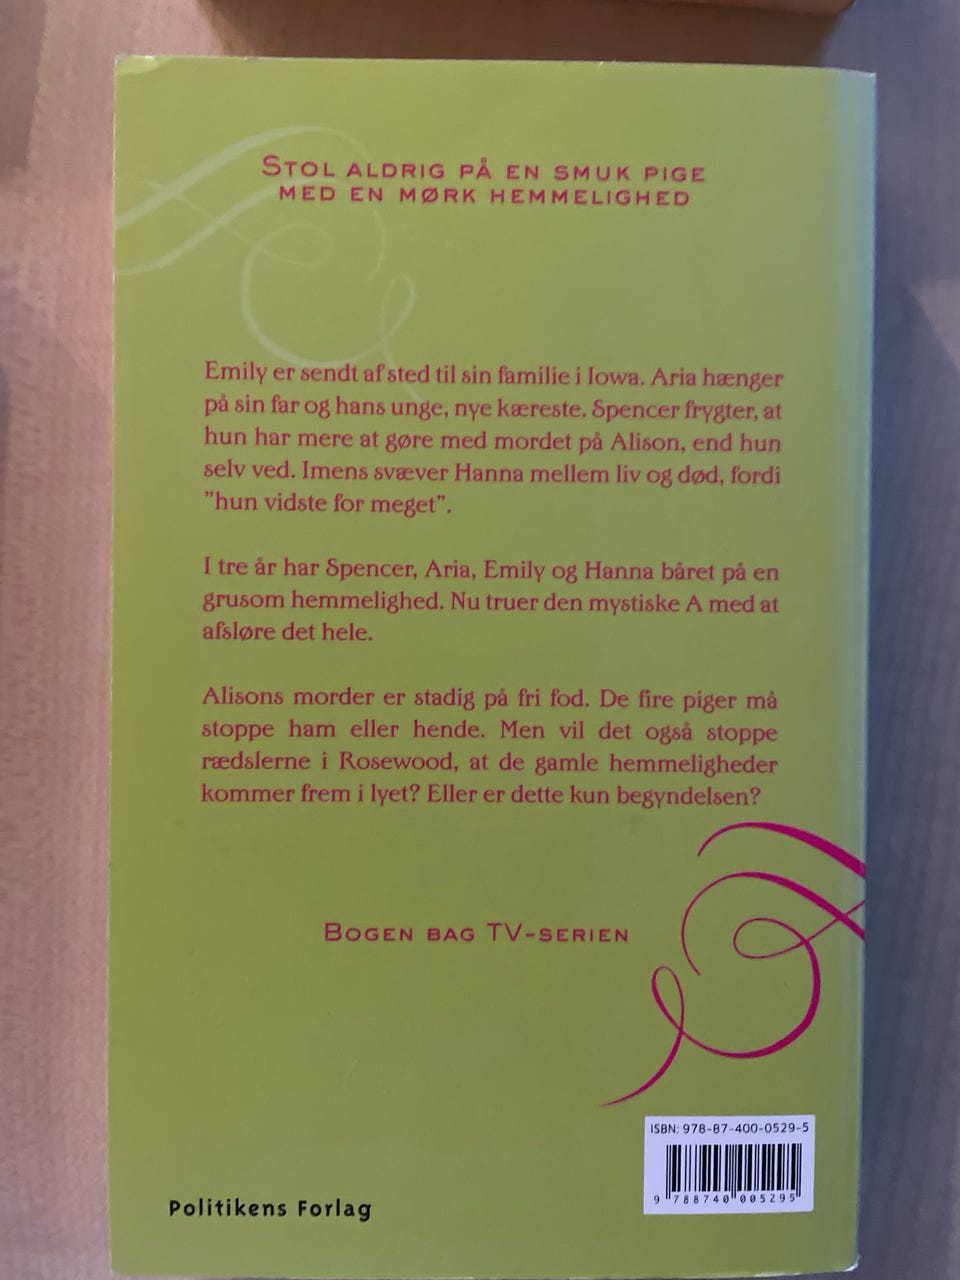 STOL ALDRIG PÅ EN SMUK PIGE
MED EN MØRK HEMMELIGHED
Emily er sendt af sted til sin familie i Iowa. Aria hænger
på sin far og hans unge, nye kæreste. Spencer frygter, at
hun har mere at gøre med mordet på Alison, end hun
selv ved. Imens svæver Hanna mellem liv og død, fordi
”hun vidste for meget”.
I tre år har Spencer, Aria, Emily og Hanna båret på en
grusom hemmelighed. Nu truer den mystiske A med at
afsløre det hele.
Alisons morder er stadig på fri fod. De fire piger må
stoppe ham eller hende. Men vil det også stoppe
rædslerne i Rosewood, at de gamle hemmeligheder
kommer frem i lyet? Eller er dette kun begyndelsen?
BOGEN BAG TV-SERIEN
ISBN: 978-87-400-0529-5
9 788740 005295
Politikens Forlag